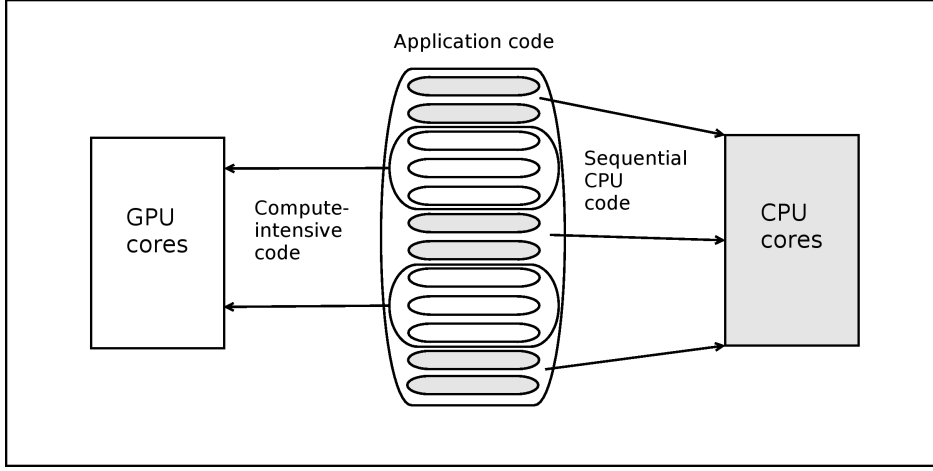 Application code
GPU
cores
Compute-
intensive
code
Sequential
CPU
code
CPU
cores